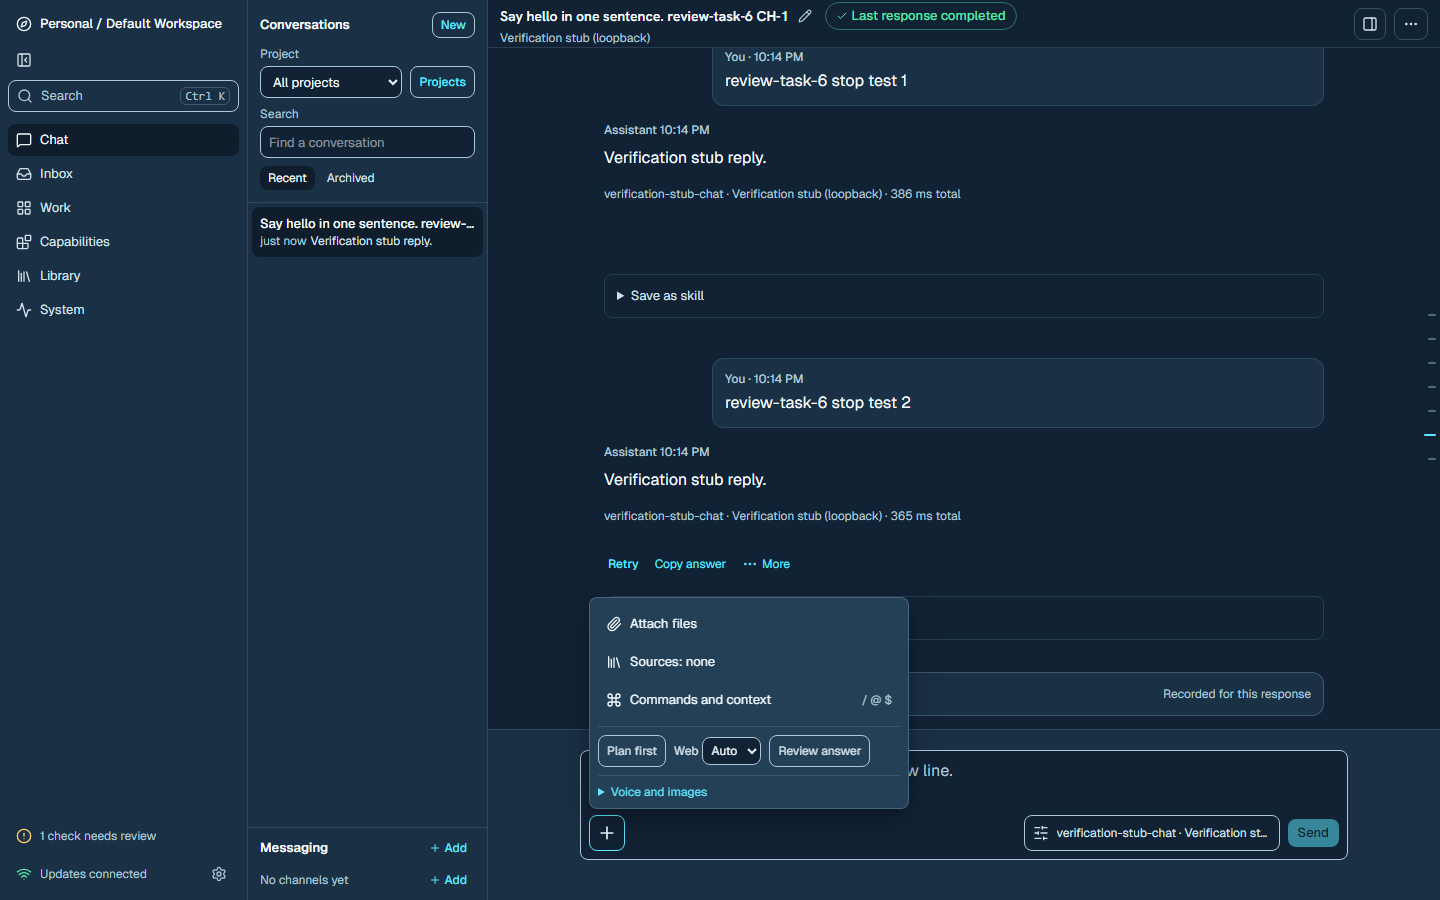 Personal / Default Workspace
Search
Ctrl K
Chat
Inbox
Work
Capabilities
Library
System
1 check needs review
Updates connected
Conversations
New
Project
All projects
Projects
Search
Find a conversation
Recent
Archived
Say hello in one sentence. review-...
just now Verification stub reply.
Messaging
+ Add
No channels yet
+ Add
Say hello in one sentence. review-task-6 CH-1
Last response completed
Verification stub (loopback)
You · 10:14 PM
review-task-6 stop test 1
Assistant 10:14 PM
Verification stub reply.
verification-stub-chat · Verification stub (loopback) · 386 ms total
Save as skill
You · 10:14 PM
review-task-6 stop test 2
Assistant 10:14 PM
Verification stub reply.
verification-stub-chat · Verification stub (loopback) · 365 ms total
Retry
Copy answer
More
Attach files
Sources: none
Commands and context
/ @ $
Recorded for this response
Plan first
Web
Auto
Review answer
Voice and images
line.
verification-stub-chat · Verification st...
Send